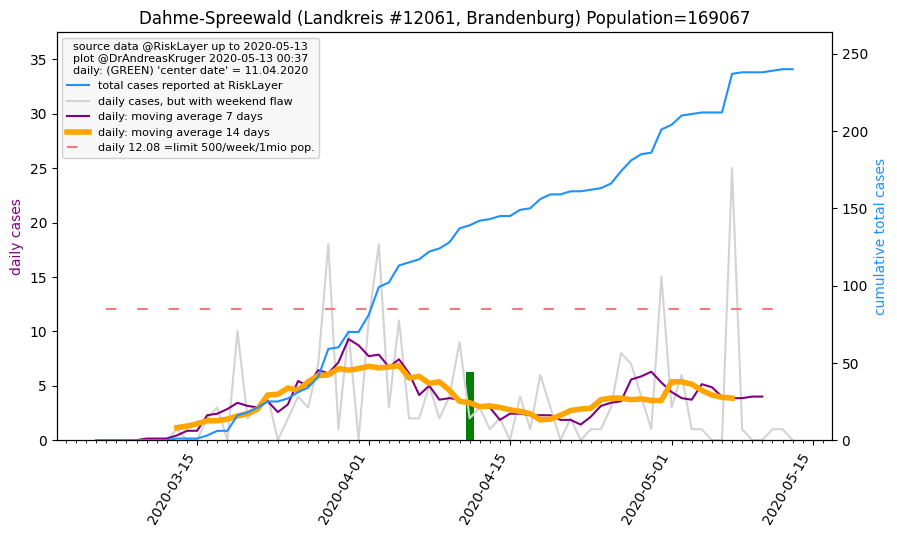 Dahme-Spreewald (Landkreis #12061, Brandenburg) Population=169067
source data @RiskLayer up to 2020-05-13
plot @DrAndreasKruger 2020-05-13 00:37
daily: (GREEN) 'center date' = 11.04.2020
total cases reported at RiskLayer
daily cases, but with weekend flaw
daily: moving average 7 days
daily: moving average 14 days
daily 12.08 =limit 500/week/1mio pop.
daily cases
35
30
25
20
15
10
5
0
250
200
150
100
50
0
cumulative total cases
2020-03-15
2020-04-01
2020-04-15
2020-05-01
2020-05-15